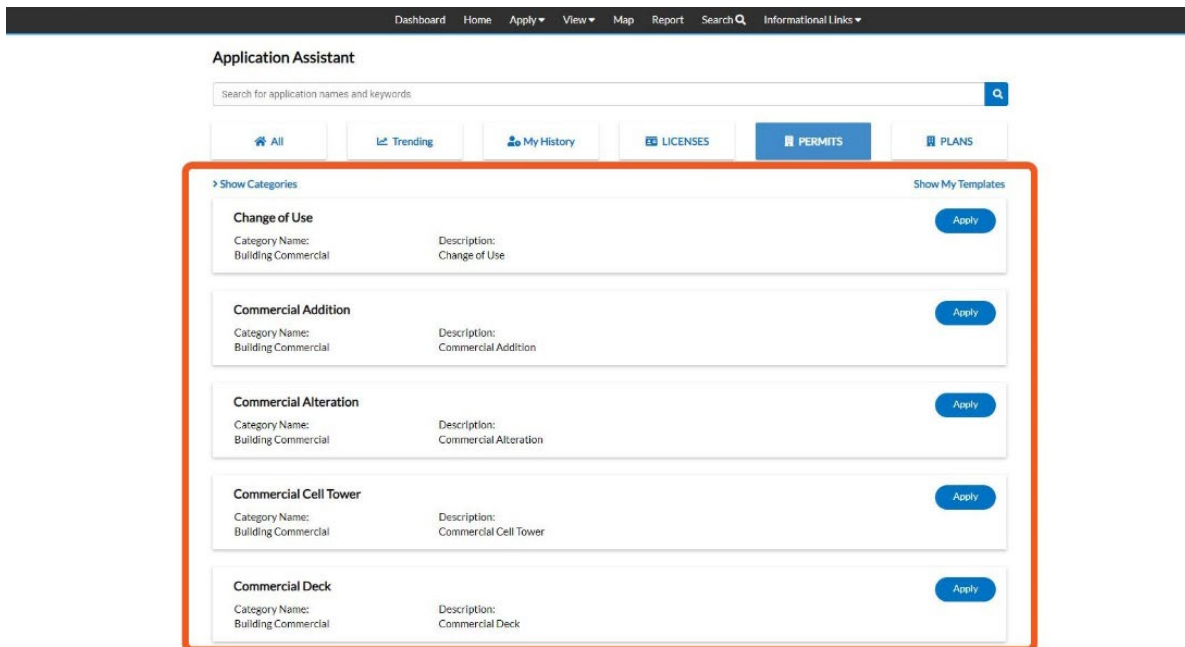 Dashboard Home Apply View Map Report Search Informational Links
Application Assistant
Search for application names and keywords
All Trending My History LICENSES PERMITS PLANS
Show Categories Show My Templates
Change of Use Apply
Category Name: Description:
Building Commercial Change of Use
Commercial Addition Apply
Category Name: Description:
Building Commercial Commercial Addition
Commercial Alteration Apply
Category Name: Description:
Building Commercial Commercial Alteration
Commercial Cell Tower Apply
Category Name: Description:
Building Commercial Commercial Cell Tower
Commercial Deck Apply
Category Name: Description:
Building Commercial Commercial Deck